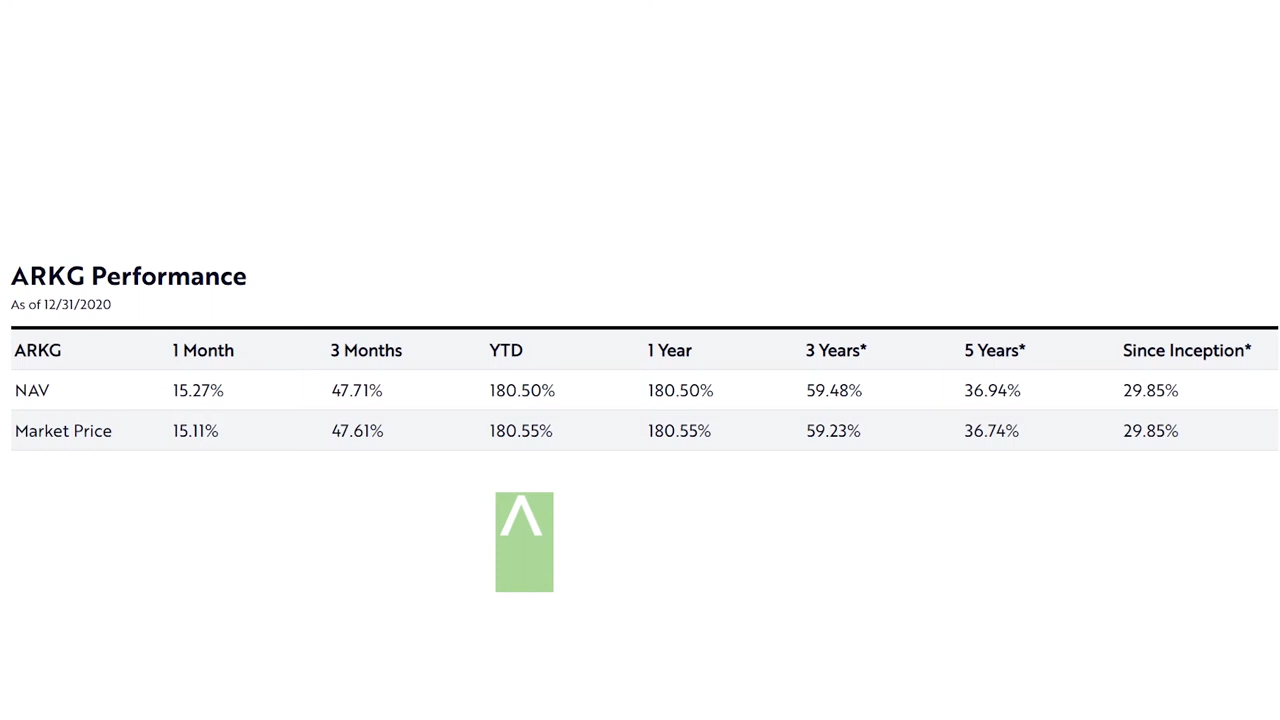 ARKG Performance
As of 12/31/2020
ARKG 1 Month 3 Months YTD 1 Year 3 Years* 5 Years* Since Inception*
NAV 15.27% 47.71% 180.50% 180.50% 59.48% 36.94% 29.85%
Market Price 15.11% 47.61% 180.55% 180.55% 59.23% 36.74% 29.85%
^